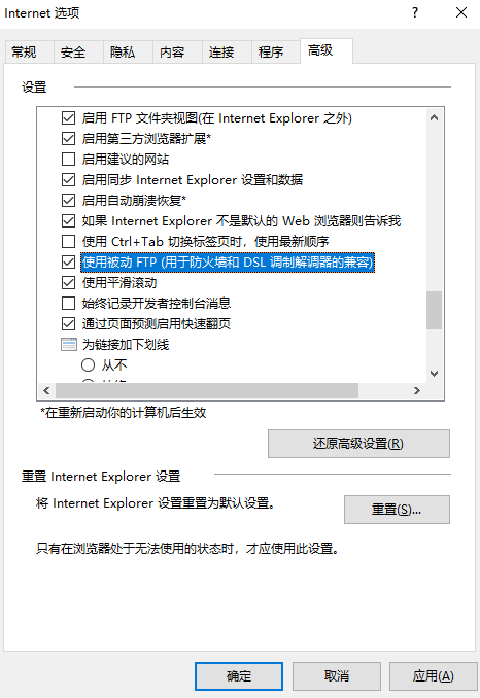 Internet 选项
常规 安全 隐私 内容 连接 程序 高级
设置
启用 FTP 文件夹视图(在 Internet Explorer 之外)
启用第三方浏览器扩展*
启用建议的网站
启用同步 Internet Explorer 设置和数据
启用自动崩溃恢复*
如果 Internet Explorer 不是默认的 Web 浏览器则告诉我
使用 Ctrl+Tab 切换标签页时，使用最新顺序
使用被动 FTP (用于防火墙和 DSL 调制解调器的兼容)
使用平滑滚动
始终记录开发者控制台消息
通过页面预测启用快速翻页
为链接加下划线
从不
*在重新启动你的计算机后生效
还原高级设置(R)
重置 Internet Explorer 设置
将 Internet Explorer 设置重置为默认设置。
重置(S)...
只有在浏览器处于无法使用的状态时，才应使用此设置。
确定 取消 应用(A)